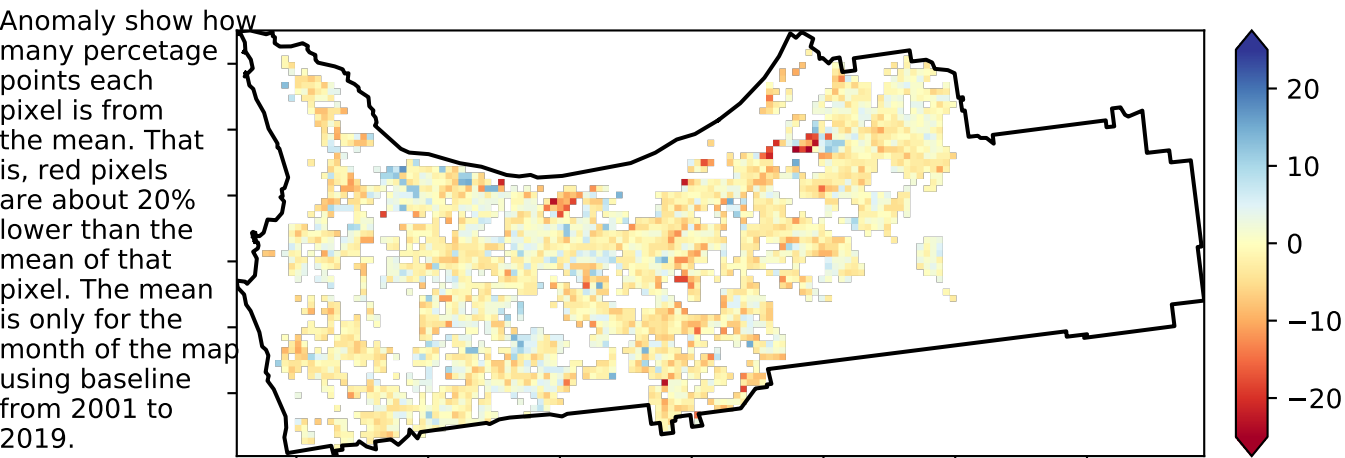 Anomaly show how
many percetage
points each
pixel is from
the mean. That
is, red pixels
are about 20%
lower than the
mean of that
pixel. The mean
is only for the
month of the map
using baseline
from 2001 to
2019.
20
10
0
−10
−20